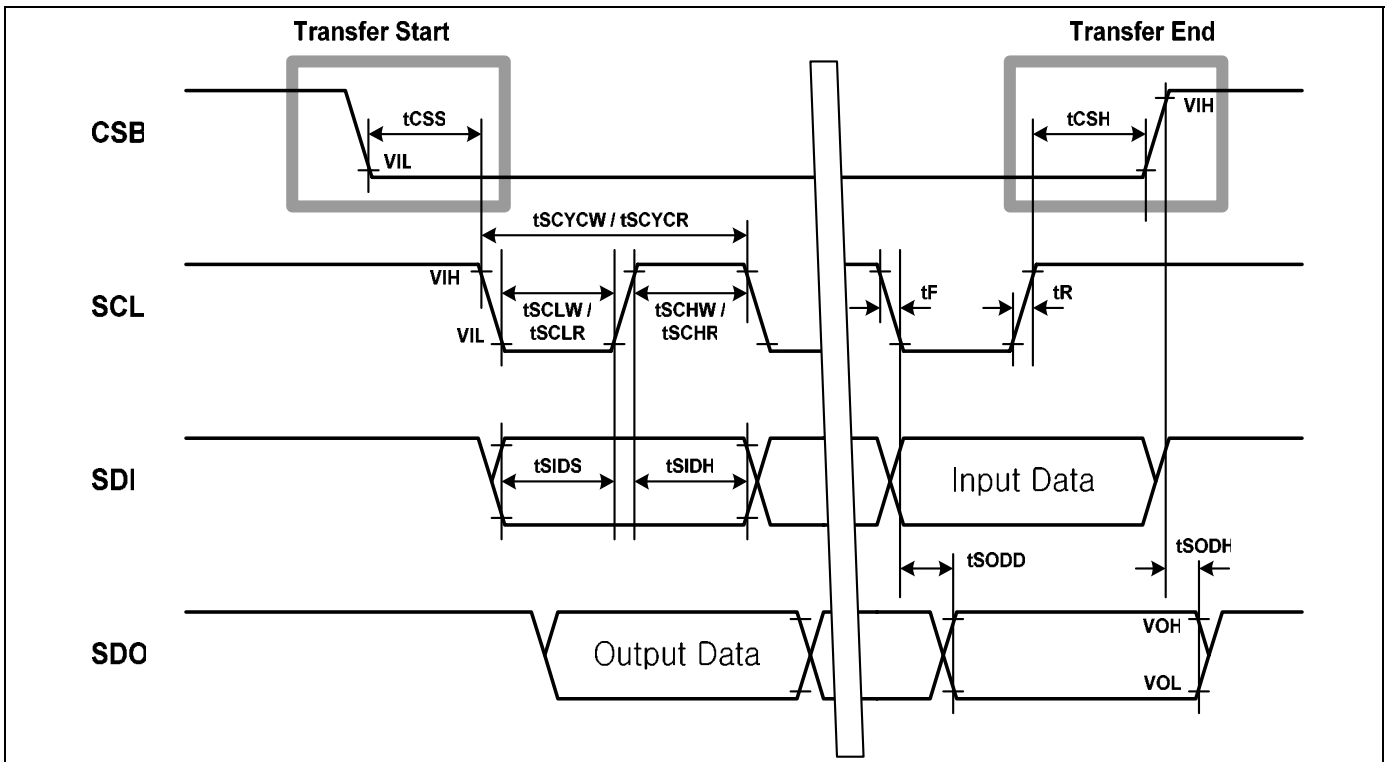 Transfer Start
Transfer End
CSB
tCSS
VIL
tCSH
VIH
tSCYCW / tSCYCR
SCL
VIH
VIL
tSCLW /
tSCLR
tSCHW /
tSCHR
tF
tR
SDI
tSIDS
tSIDH
Input Data
tSODD
tSODH
SDO
Output Data
VOH
VOL